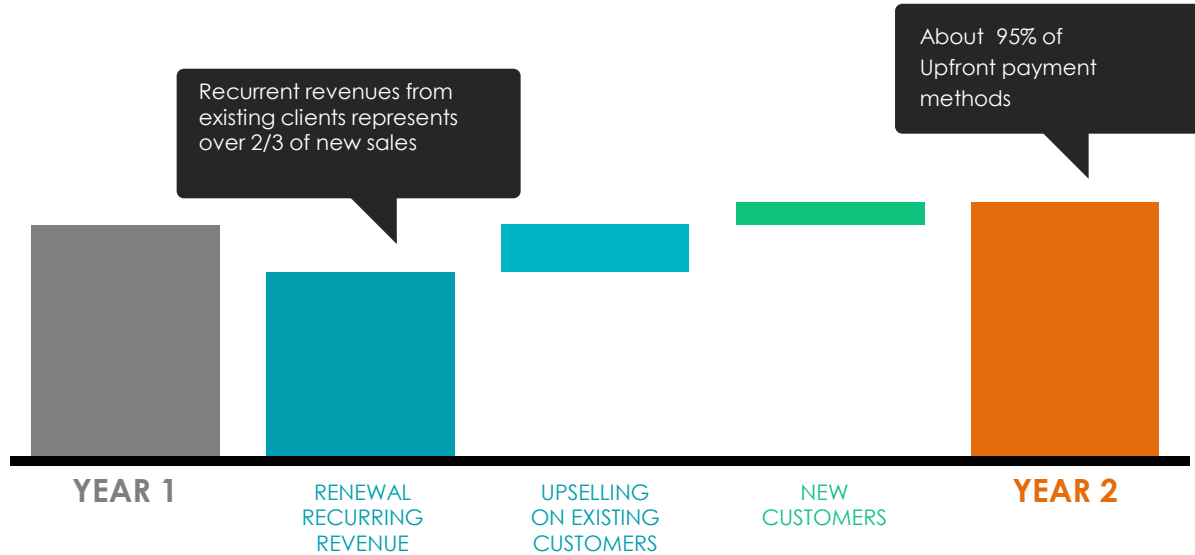 About 95% of
Upfront payment
methods
Recurrent revenues from
existing clients represents
over 2/3 of new sales
YEAR 1
RENEWAL
RECURRING
REVENUE
UPSELLING
ON EXISTING
CUSTOMERS
NEW
CUSTOMERS
YEAR 2